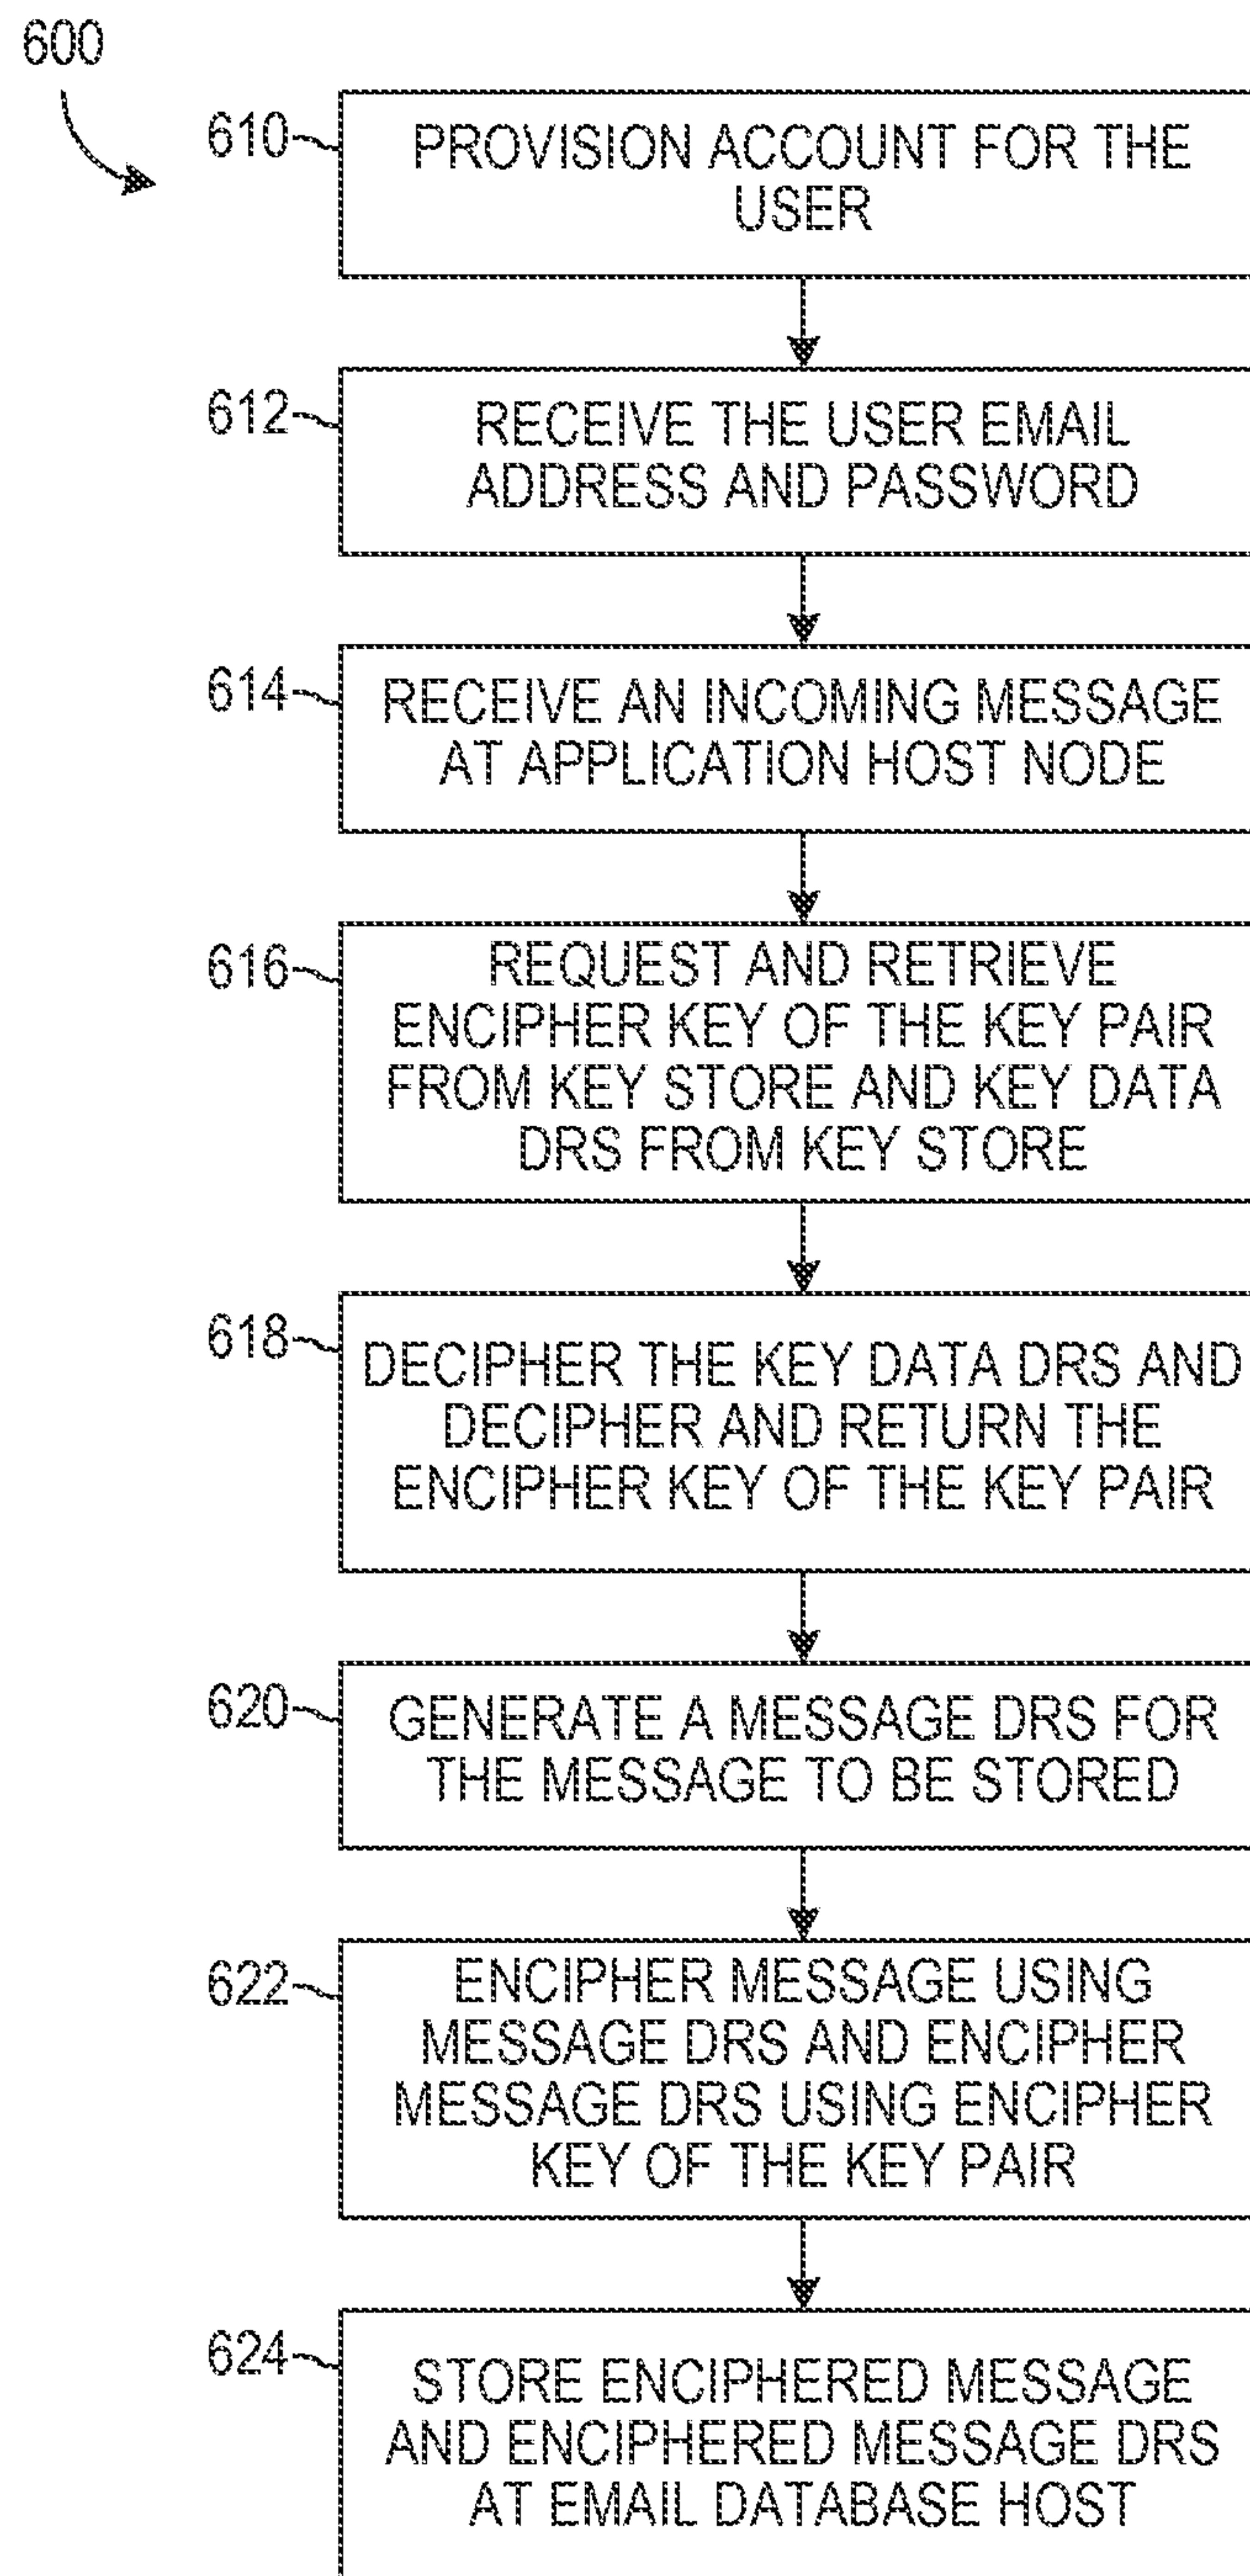 600
610
PROVISION ACCOUNT FOR THE
USER
612
RECEIVE THE USER EMAIL
ADDRESS AND PASSWORD
614
RECEIVE AN INCOMING MESSAGE
AT APPLICATION HOST NODE
616
REQUEST AND RETRIEVE
ENCIPHER KEY OF THE KEY PAIR
FROM KEY STORE AND KEY DATA
DRS FROM KEY STORE
618
DECIPHER THE KEY DATA DRS AND
DECIPHER AND RETURN THE
ENCIPHER KEY OF THE KEY PAIR
620
GENERATE A MESSAGE DRS FOR
THE MESSAGE TO BE STORED
622
ENCIPHER MESSAGE USING
MESSAGE DRS AND ENCIPHER
MESSAGE DRS USING ENCIPHER
KEY OF THE KEY PAIR
624
STORE ENCIPHERED MESSAGE
AND ENCIPHERED MESSAGE DRS
AT EMAIL DATABASE HOST